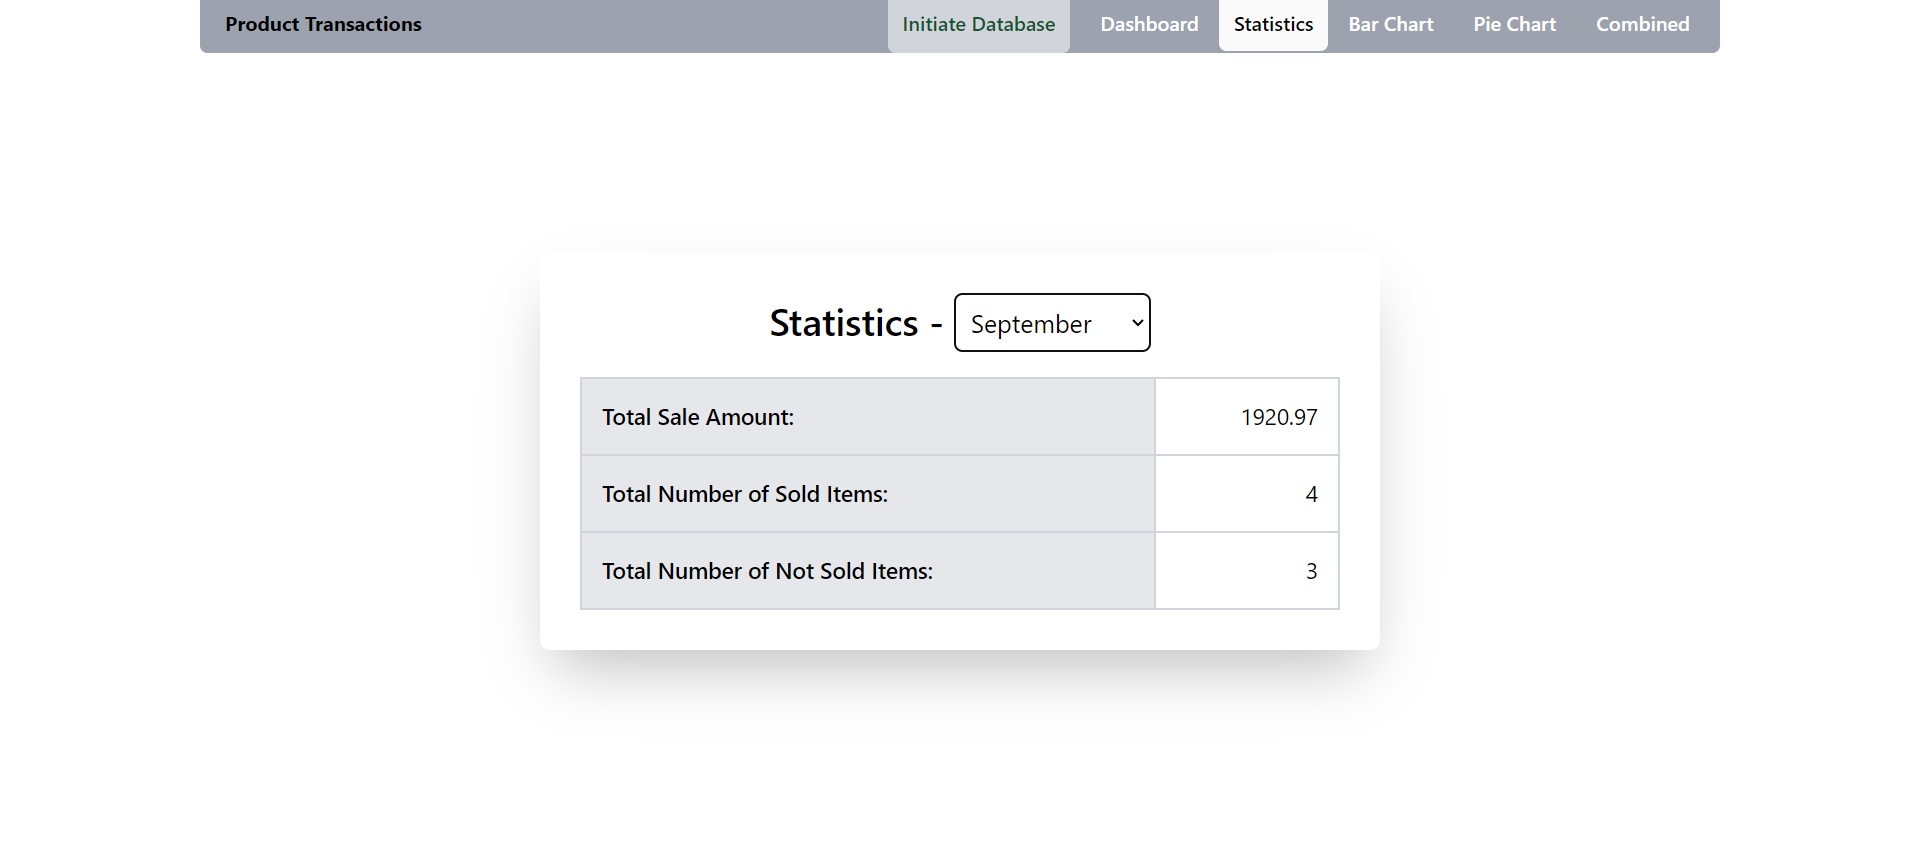 Product Transactions Initiate Database Dashboard Statistics Bar Chart Pie Chart Combined
Statistics - September
Total Sale Amount: 1920.97
Total Number of Sold Items: 4
Total Number of Not Sold Items: 3